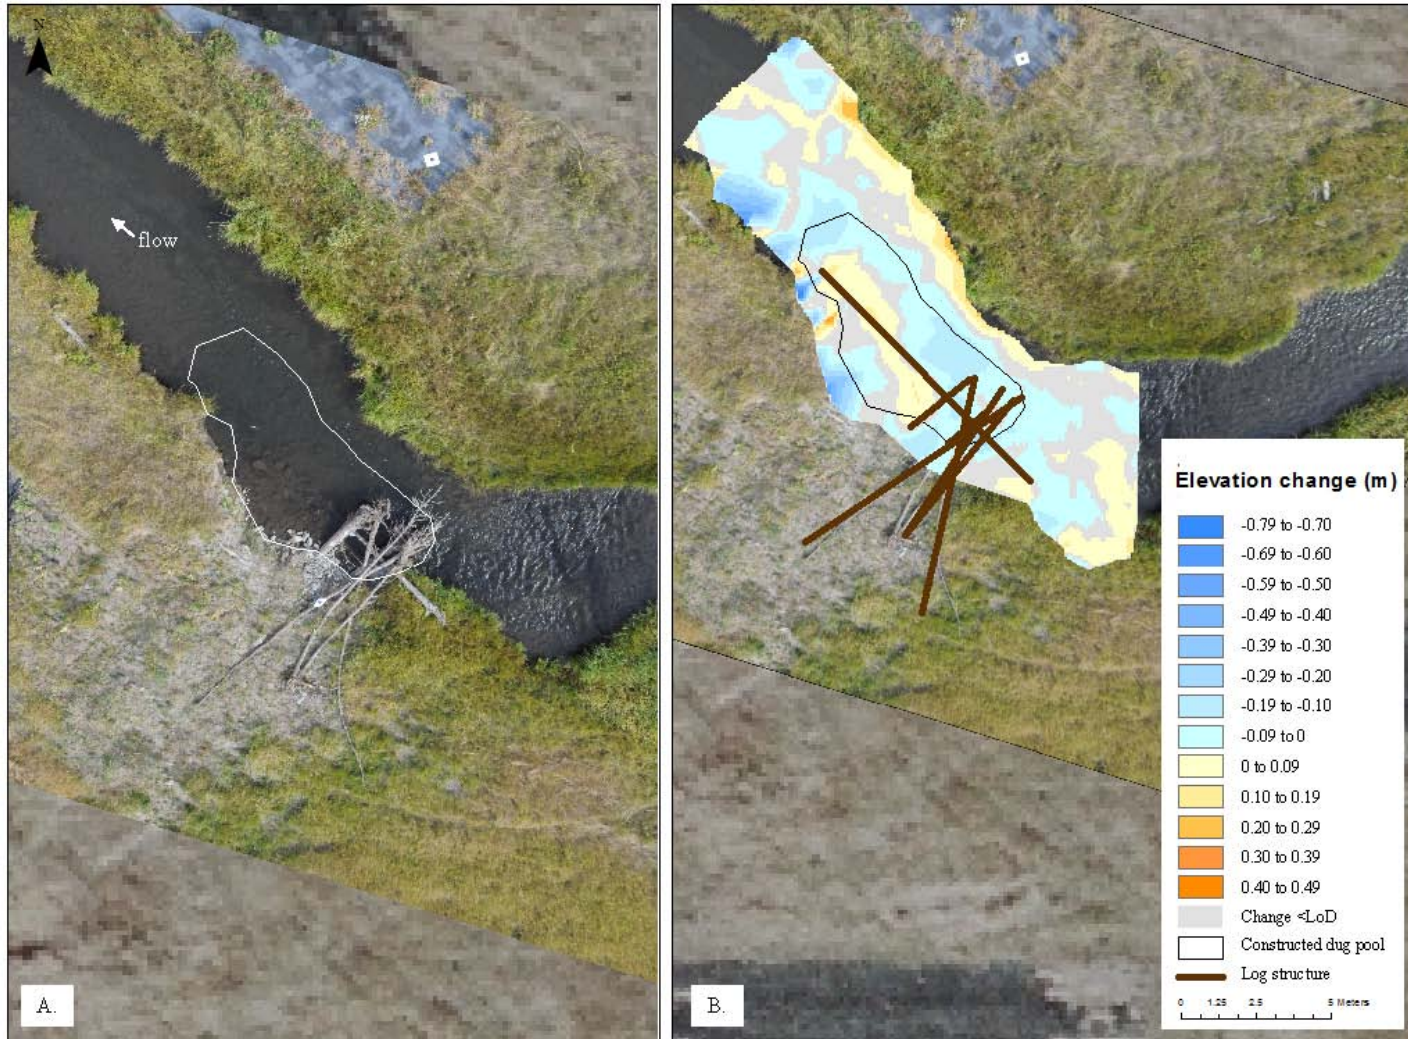 N
flow
A.
B.
Elevation change (m)
-0.79 to -0.70
-0.69 to -0.60
-0.59 to -0.50
-0.49 to -0.40
-0.39 to -0.30
-0.29 to -0.20
-0.19 to -0.10
-0.09 to 0
0 to 0.09
0.10 to 0.19
0.20 to 0.29
0.30 to 0.39
0.40 to 0.49
Change <LoD
Constructed dug pool
Log structure
0 1.25 2.5 5 Meters